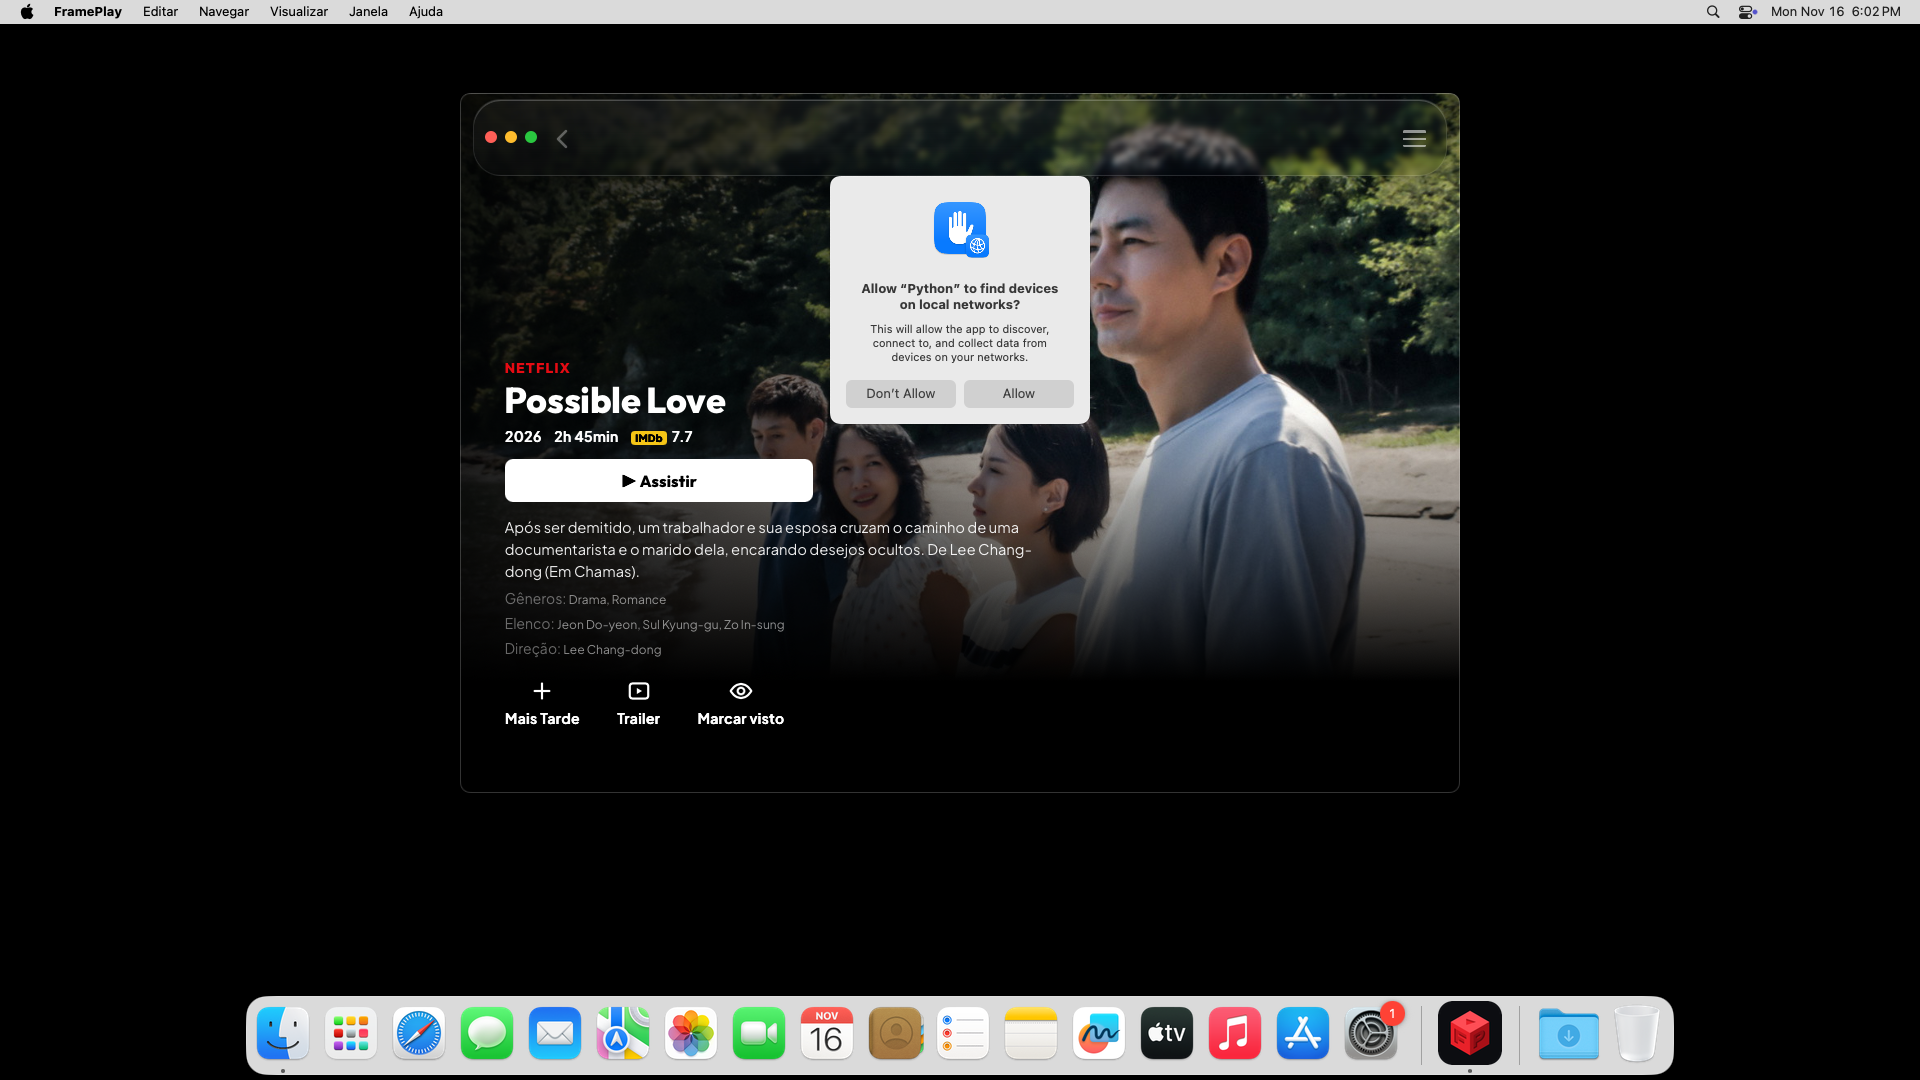 FramePlay Editar Navegar Visualizar Janela Ajuda Mon Nov 16 6:02 PM
Allow “Python” to find devices
on local networks?
This will allow the app to discover,
connect to, and collect data from
devices on your networks.
Don’t Allow Allow
NETFLIX
Possible Love
2026 2h 45min IMDb 7.7
Assistir
Após ser demitido, um trabalhador e sua esposa cruzam o caminho de uma
documentarista e o marido dela, encarando desejos ocultos. De Lee Chang-
dong (Em Chamas).
Gêneros: Drama, Romance
Elenco: Jeon Do-yeon, Sul Kyung-gu, Zo In-sung
Direção: Lee Chang-dong
Mais Tarde Trailer Marcar visto
NOV
16
tv
1